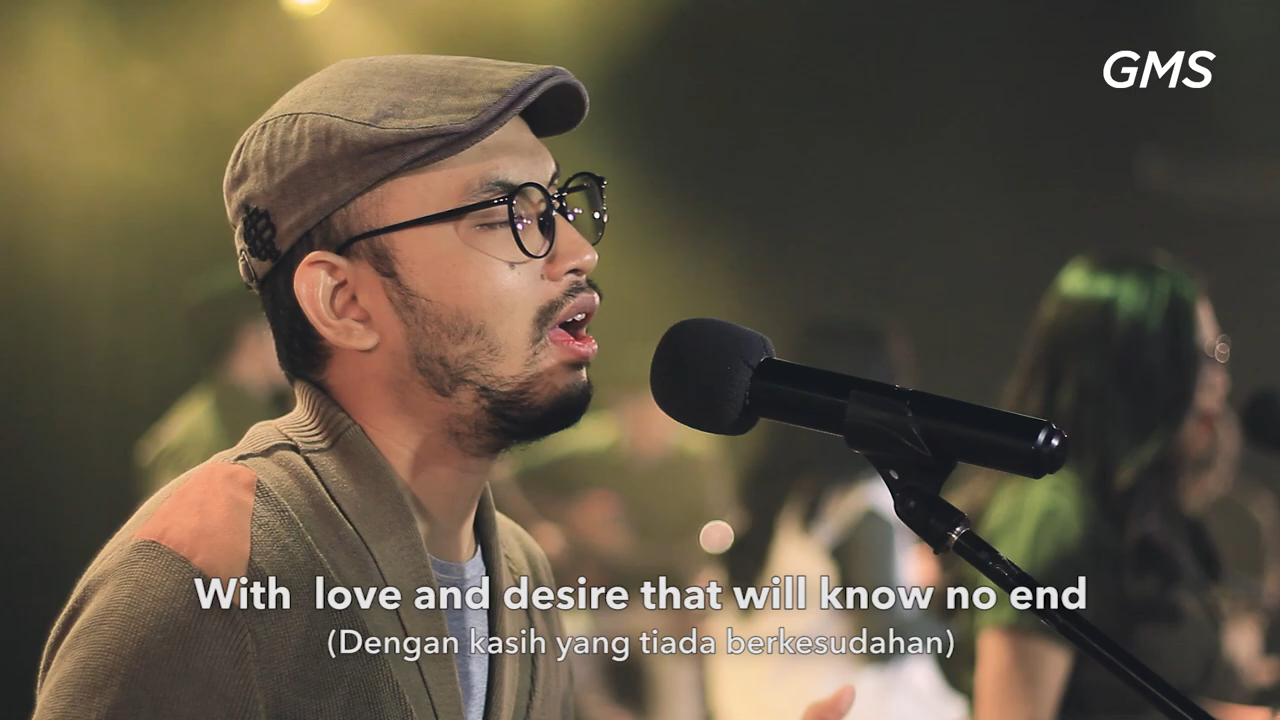 GMS
With love and desire that will know no end
(Dengan kasih yang tiada berkesudahan)